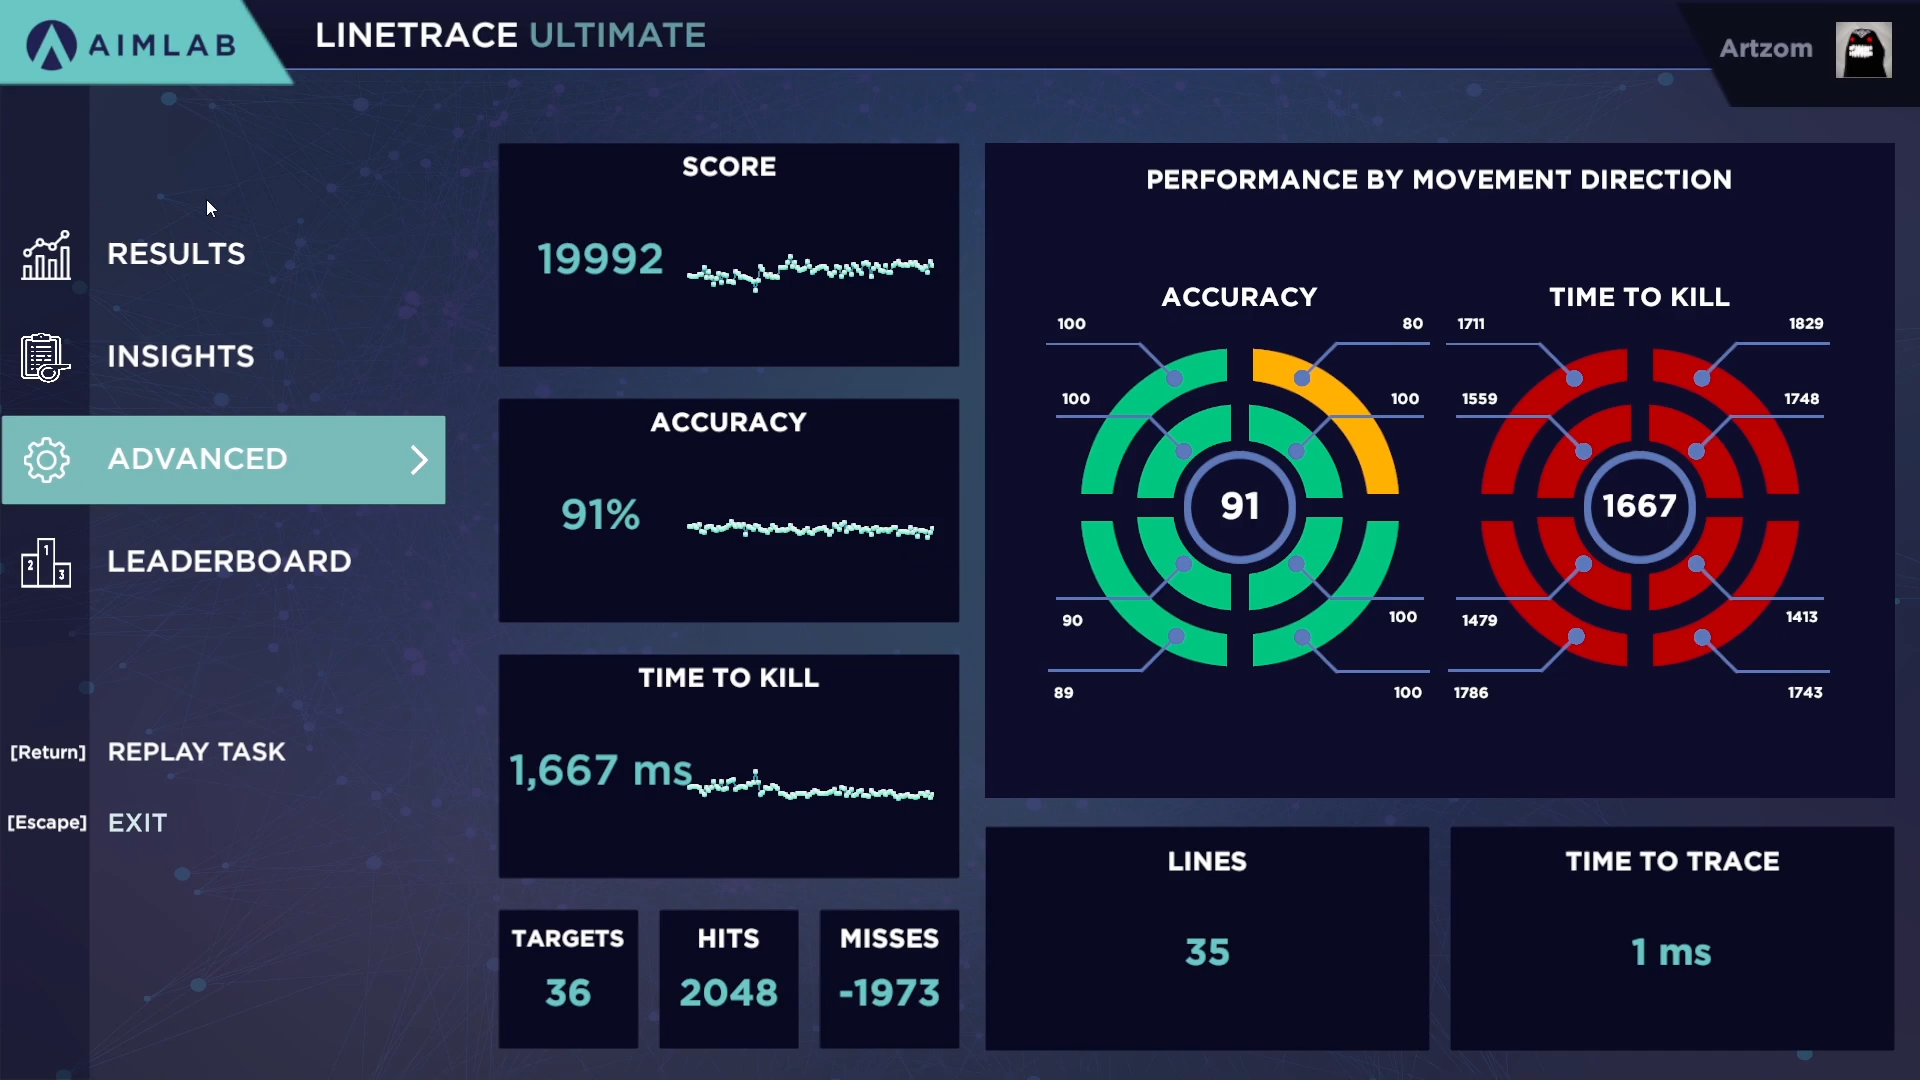 AIMLAB
LINETRACE ULTIMATE
Artzom
RESULTS
INSIGHTS
ADVANCED
LEADERBOARD
1
2
3
[Return] REPLAY TASK
[Escape] EXIT
SCORE
19992
ACCURACY
91%
TIME TO KILL
1,667 ms
TARGETS
36
HITS
2048
MISSES
-1973
PERFORMANCE BY MOVEMENT DIRECTION
ACCURACY
100
80
100
100
91
90
100
89
100
TIME TO KILL
1711
1829
1559
1748
1667
1479
1413
1786
1743
LINES
35
TIME TO TRACE
1 ms